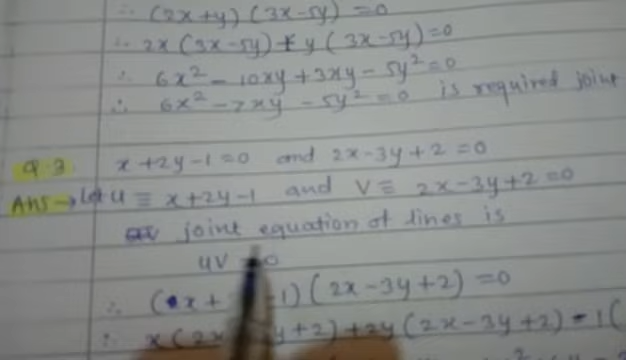 ∴ (2x+y) (3x-5y) =0
∴ 2x (3x-5y) + y (3x-5y)=0
∴ 6x² - 10xy + 3xy - 5y² = 0
∴ 6x² - 7xy - 5y² = 0 is required joint
Q.3 x + 2y - 1 = 0 and 2x - 3y + 2 = 0
Ans → Let u ≡ x + 2y - 1 and V ≡ 2x - 3y + 2 = 0
joint equation of lines is
uv = 0
∴ (x + 1) (2x - 3y + 2) = 0
∴ x (2x y + 2) + 2y (2x - 3y + 2) - 1 (